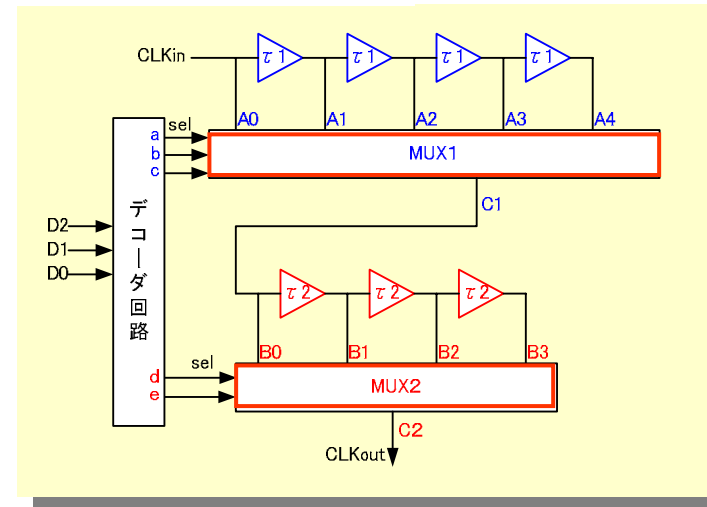 CLKin
τ1 τ1 τ1 τ1
A0 A1 A2 A3 A4
sel
a
b
c
MUX1
C1
デコーダ回路
D2
D1
D0
τ2 τ2 τ2
B0 B1 B2 B3
sel
d
e
MUX2
C2
CLKout